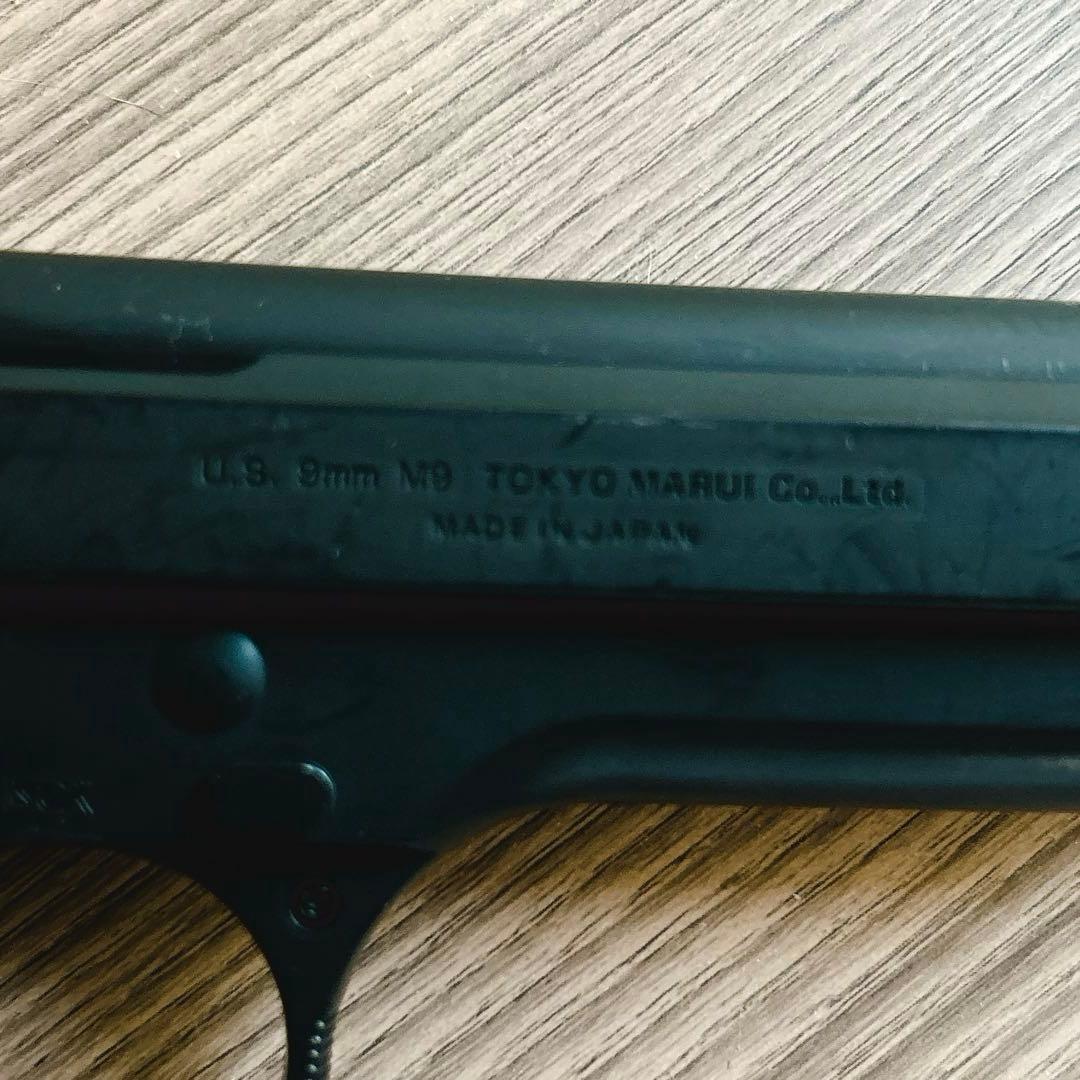 U.S. 9mm M9 TOKYO MARUI Co.,Ltd.
MADE IN JAPAN